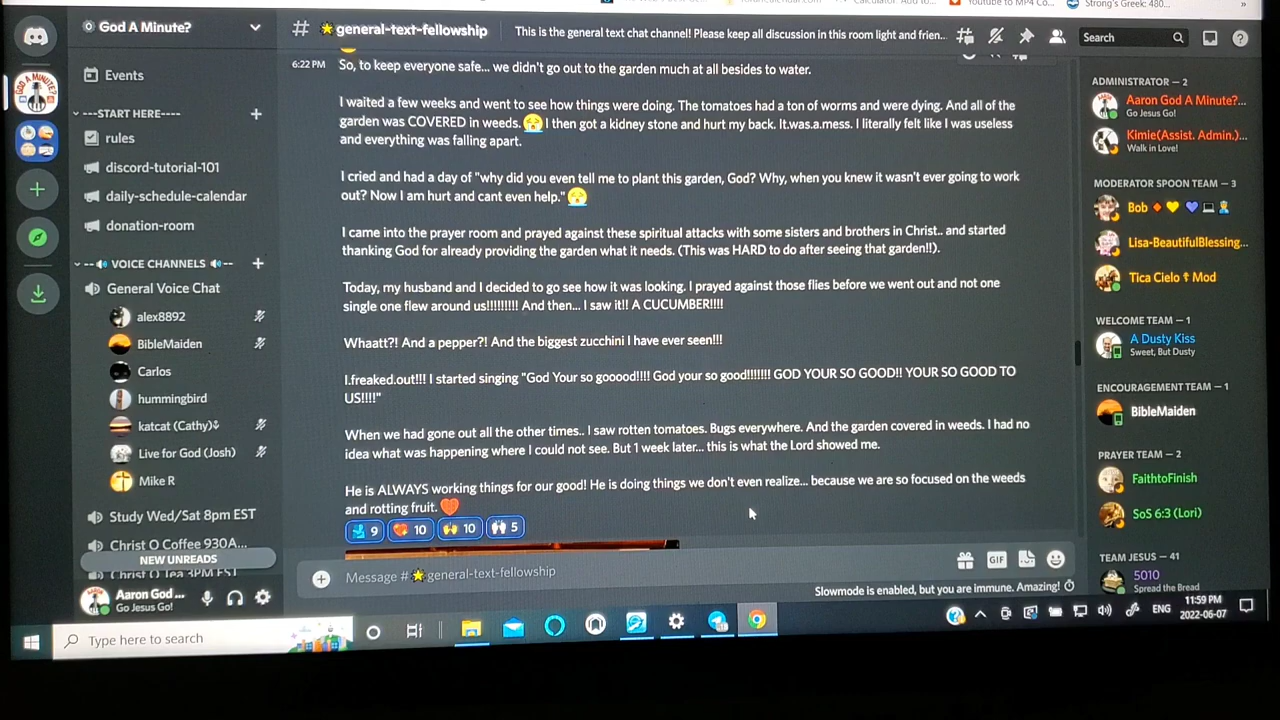 Youtube to MP4 Co...
Strong's Greek: 480...
God A Minute?
general-text-fellowship
This is the general text chat channel! Please keep all discussion in this room light and frien...
Search
Events
----START HERE----
rules
discord-tutorial-101
daily-schedule-calendar
donation-room
VOICE CHANNELS
General Voice Chat
alex8892
BibleMaiden
Carlos
hummingbird
katcat (Cathy)
Live for God (Josh)
Mike R
Study Wed/Sat 8pm EST
Christ O Coffee 930A...
NEW UNREADS
Christ O Tea 3PM EST
Aaron God ...
Go Jesus Go!
6:22 PM
So, to keep everyone safe... we didn't go out to the garden much at all besides to water.
I waited a few weeks and went to see how things were doing. The tomatoes had a ton of worms and were dying. And all of the
garden was COVERED in weeds. 😭 I then got a kidney stone and hurt my back. It.was.a.mess. I literally felt like I was useless
and everything was falling apart.
I cried and had a day of "why did you even tell me to plant this garden, God? Why, when you knew it wasn't ever going to work
out? Now I am hurt and cant even help." 😭
I came into the prayer room and prayed against these spiritual attacks with some sisters and brothers in Christ.. and started
thanking God for already providing the garden what it needs. (This was HARD to do after seeing that garden!!).
Today, my husband and I decided to go see how it was looking. I prayed against those flies before we went out and not one
single one flew around us!!!!!!!!! And then... I saw it!! A CUCUMBER!!!!
Whaatt?! And a pepper?! And the biggest zucchini I have ever seen!!!
I.freaked.out!!! I started singing "God Your so gooood!!!! God your so good!!!!!!! GOD YOUR SO GOOD!! YOUR SO GOOD TO
US!!!!"
When we had gone out all the other times.. I saw rotten tomatoes. Bugs everywhere. And the garden covered in weeds. I had no
idea what was happening where I could not see. But 1 week later... this is what the Lord showed me.
He is ALWAYS working things for our good! He is doing things we don't even realize... because we are so focused on the weeds
and rotting fruit.
9 10 10 5
Message # general-text-fellowship
GIF
Slowmode is enabled, but you are immune. Amazing!
ADMINISTRATOR – 2
Aaron God A Minute?...
Go Jesus Go!
Kimie(Assist. Admin.)...
Walk in Love!
MODERATOR SPOON TEAM – 3
Bob
Lisa-BeautifulBlessing...
Tica Cielo ✝ Mod
WELCOME TEAM – 1
A Dusty Kiss
Sweet, But Dusty
ENCOURAGEMENT TEAM – 1
BibleMaiden
PRAYER TEAM – 2
FaithtoFinish
SoS 6:3 (Lori)
TEAM JESUS – 41
5010
Spread the Bread
Type here to search
ENG
11:59 PM
2022-06-07